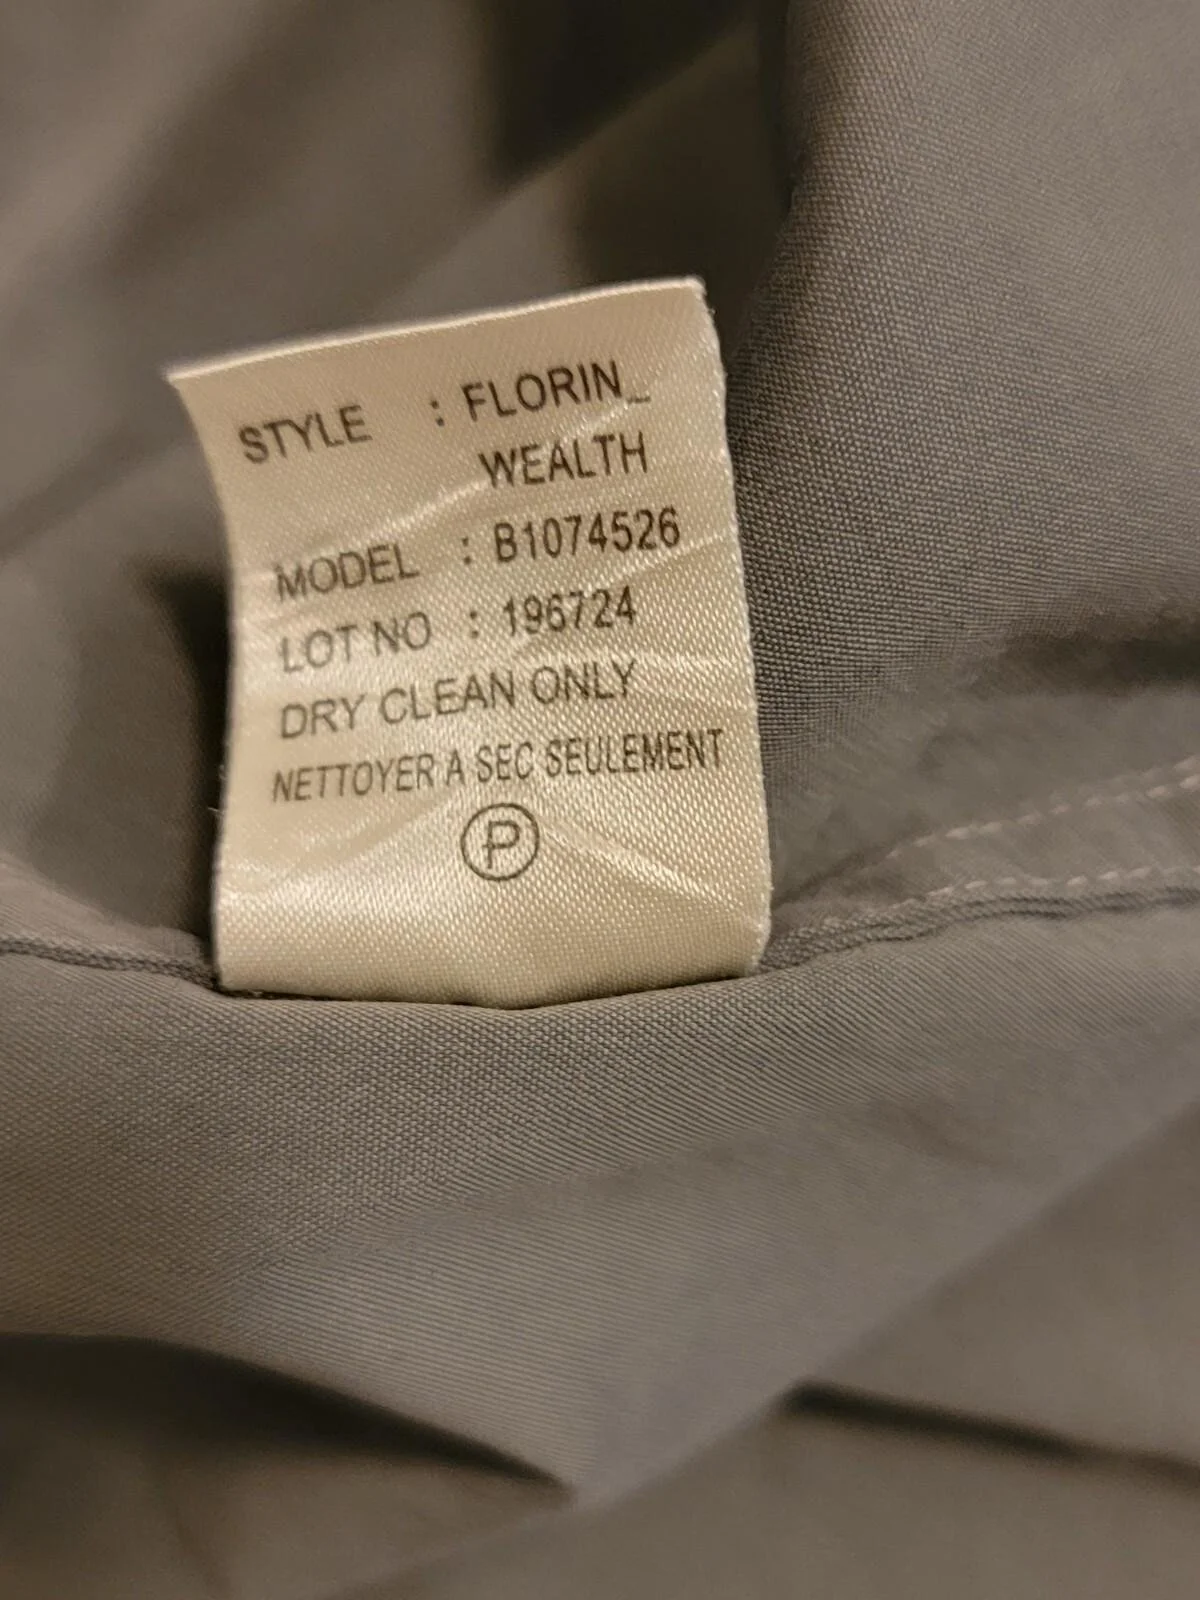 STYLE : FLORIN_
WEALTH
MODEL : B1074526
LOT NO : 196724
DRY CLEAN ONLY
NETTOYER A SEC SEULEMENT
P